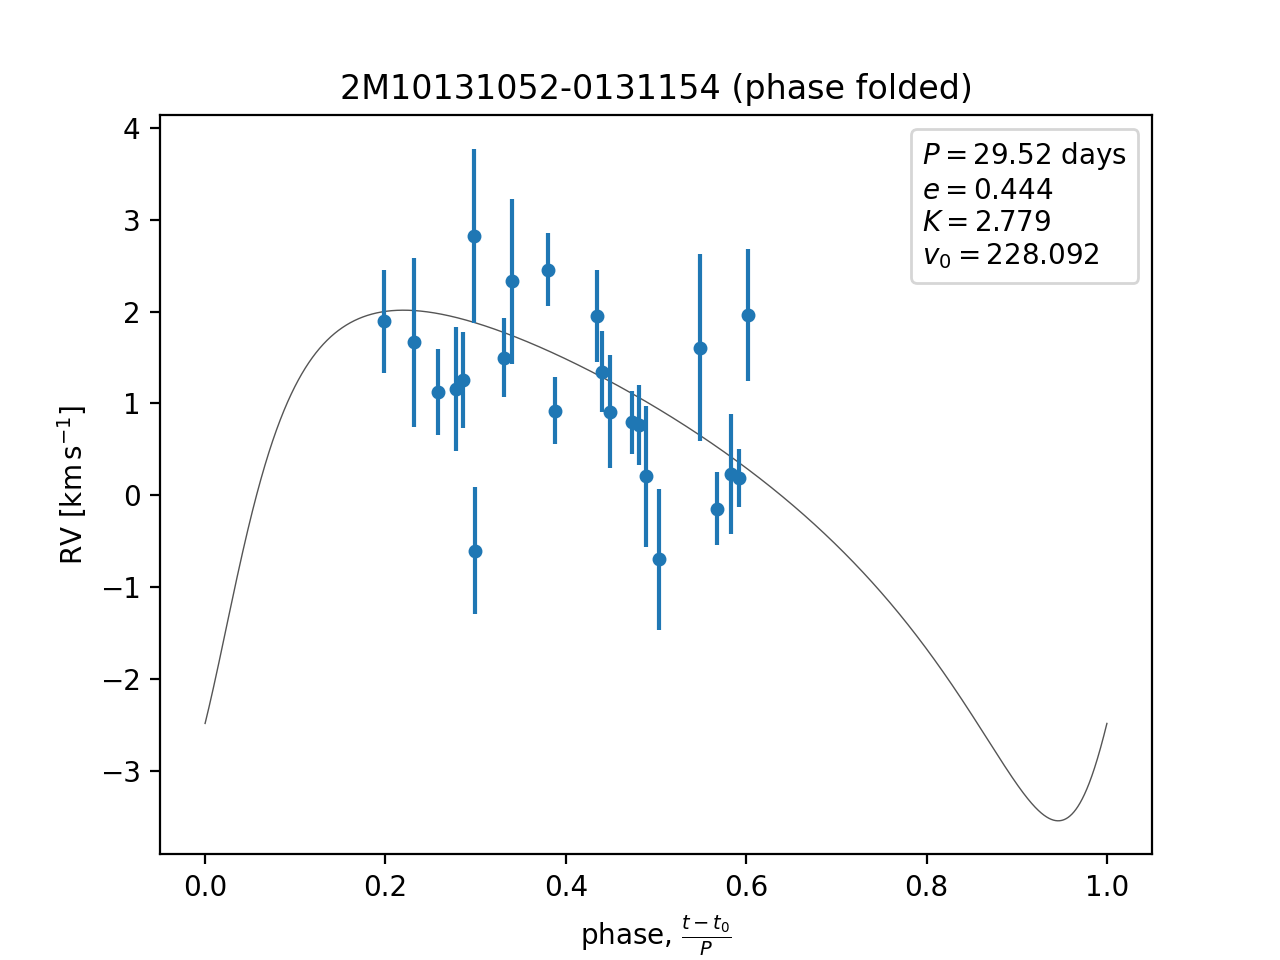 2M10131052-0131154 (phase folded)
P = 29.52 days
e = 0.444
K = 2.779
v₀ = 228.092
4
3
2
1
0
−1
−2
−3
RV [km s⁻¹]
0.0 0.2 0.4 0.6 0.8 1.0
phase, (t − t₀)/P